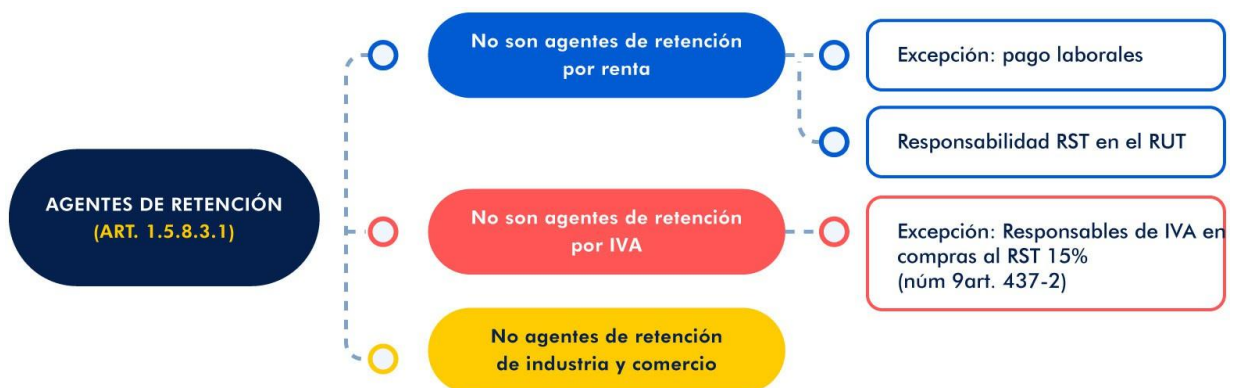 AGENTES DE RETENCIÓN
(ART. 1.5.8.3.1)
No son agentes de retención
por renta
Excepción: pago laborales
Responsabilidad RST en el RUT
No son agentes de retención
por IVA
Excepción: Responsables de IVA en
compras al RST 15%
(núm 9art. 437-2)
No agentes de retención
de industria y comercio